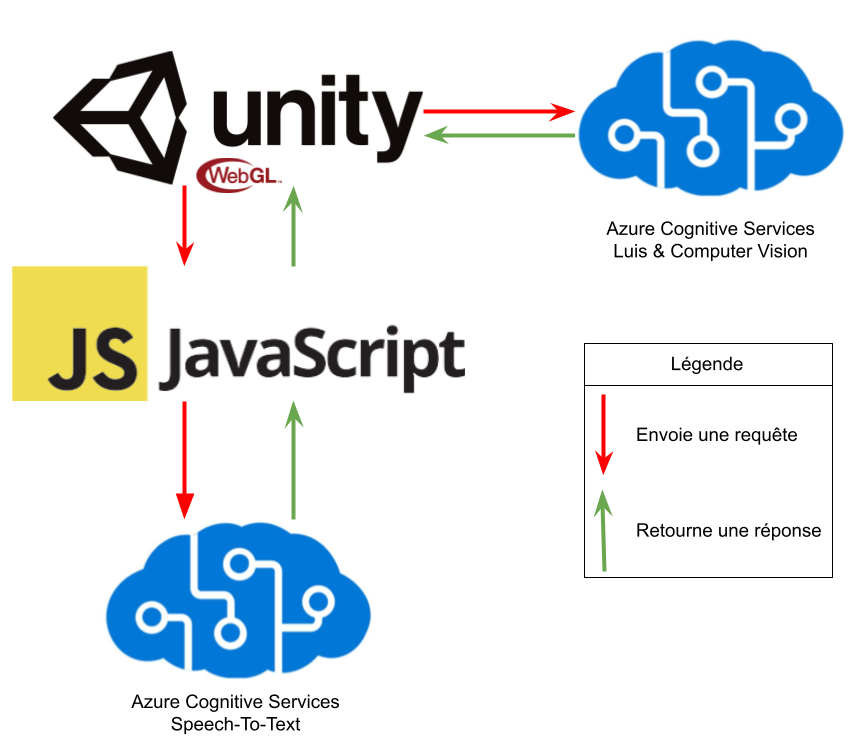 unity
WebGL™
Azure Cognitive Services
Luis & Computer Vision
JS JavaScript
Légende
Envoie une requête
Retourne une réponse
Azure Cognitive Services
Speech-To-Text